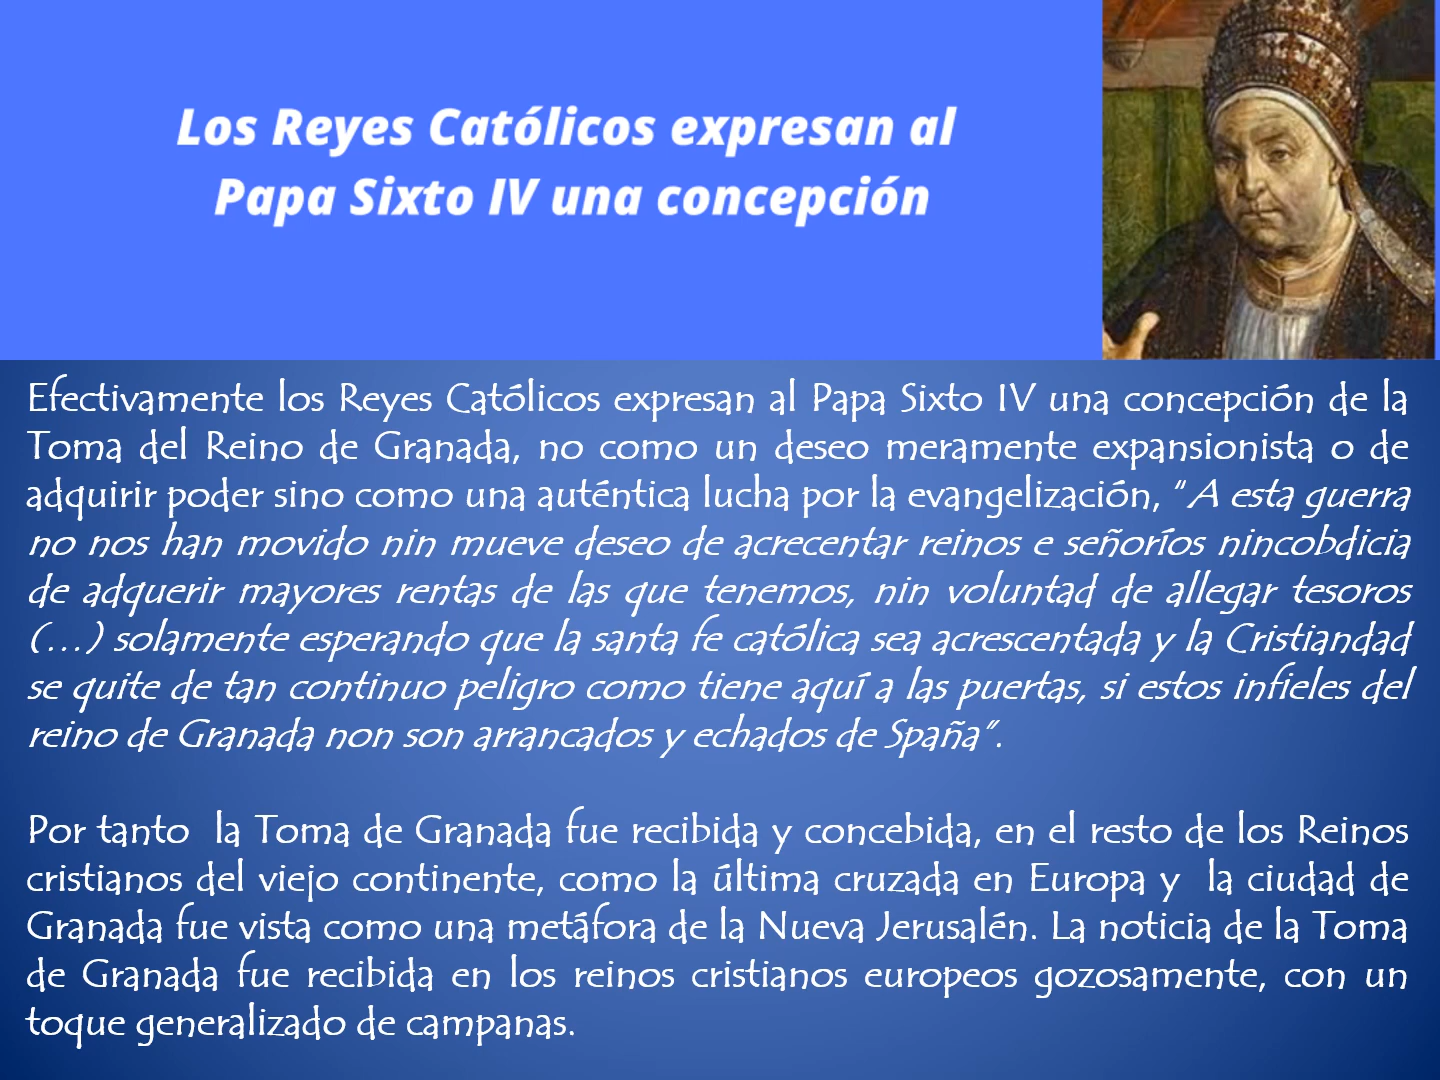 Los Reyes Católicos expresan al
Papa Sixto IV una concepción
Efectivamente los Reyes Católicos expresan al Papa Sixto IV una concepción de la
Toma del Reino de Granada, no como un deseo meramente expansionista o de
adquirir poder sino como una auténtica lucha por la evangelización, “A esta guerra
no nos han movido nin mueve deseo de acrecentar reinos e señoríos nincobdicia
de adquerir mayores rentas de las que tenemos, nin voluntad de allegar tesoros
(…) solamente esperando que la santa fe católica sea acrescentada y la Cristiandad
se quite de tan continuo peligro como tiene aquí a las puertas, si estos infieles del
reino de Granada non son arrancados y echados de Spaña”.
Por tanto la Toma de Granada fue recibida y concebida, en el resto de los Reinos
cristianos del viejo continente, como la última cruzada en Europa y la ciudad de
Granada fue vista como una metáfora de la Nueva Jerusalén. La noticia de la Toma
de Granada fue recibida en los reinos cristianos europeos gozosamente, con un
toque generalizado de campanas.